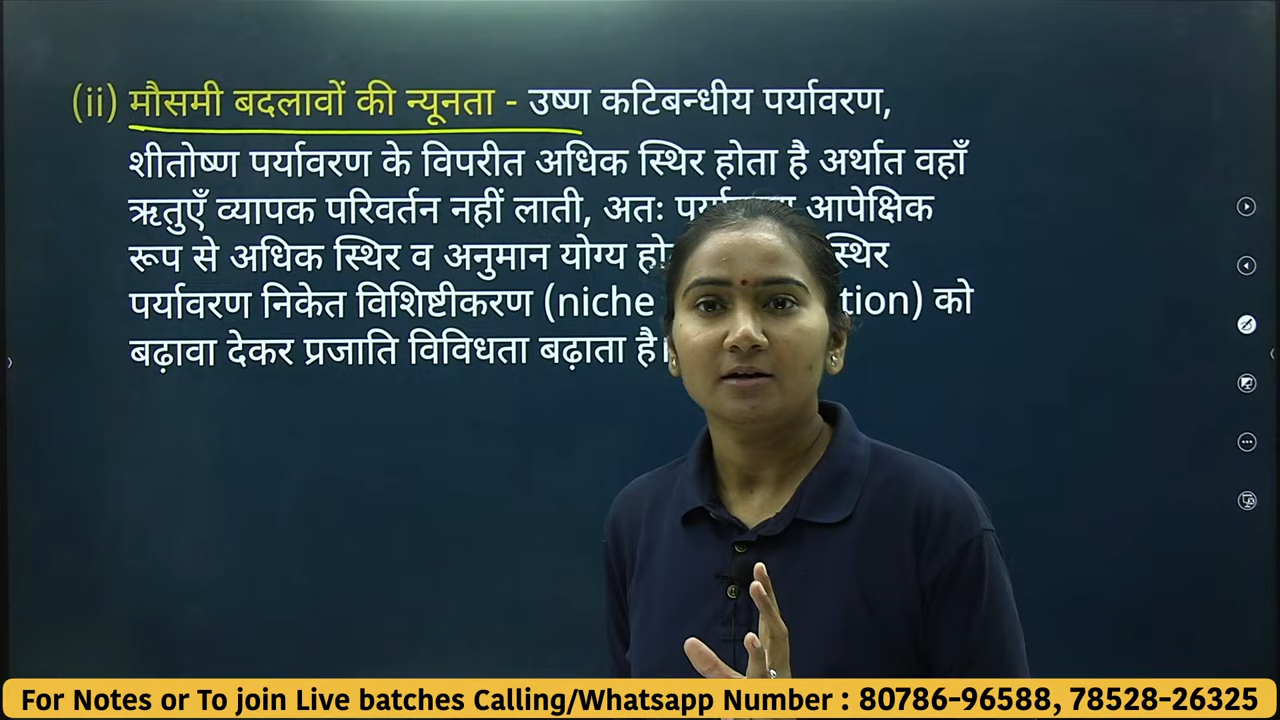 (ii) मौसमी बदलावों की न्यूनता - उष्ण कटिबन्धीय पर्यावरण,
शीतोष्ण पर्यावरण के विपरीत अधिक स्थिर होता है अर्थात वहाँ
ऋतुएँ व्यापक परिवर्तन नहीं लाती, अतः आपेक्षिक
रूप से अधिक स्थिर व अनुमान योग्य स्थिर
पर्यावरण निकेत विशिष्टीकरण (niche को
बढ़ावा देकर प्रजाति विविधता बढ़ाता है।
For Notes or To join Live batches Calling/Whatsapp Number : 80786-96588, 78528-26325